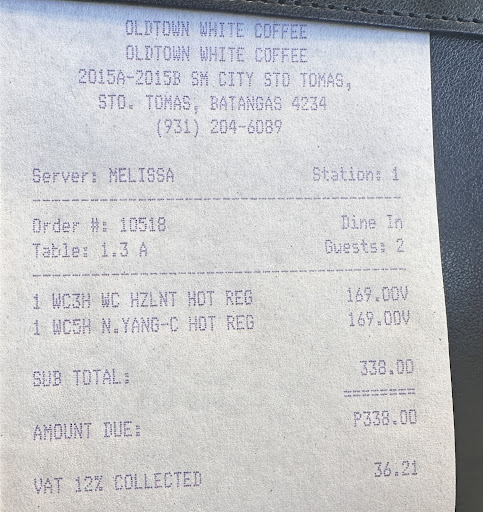 OLDTOWN WHITE COFFEE
OLDTOWN WHITE COFFEE
2015A-2015B SM CITY STO TOMAS,
STO. TOMAS, BATANGAS 4234
(931) 204-6089
Server: MELISSA Station: 1
Order #: 10518 Dine In
Table: 1.3 A Guests: 2
1 WC3H WC HZLNT HOT REG 169.00V
1 WC5H N.YANG-C HOT REG 169.00V
SUB TOTAL: 338.00
AMOUNT DUE: P338.00
VAT 12% COLLECTED 36.21